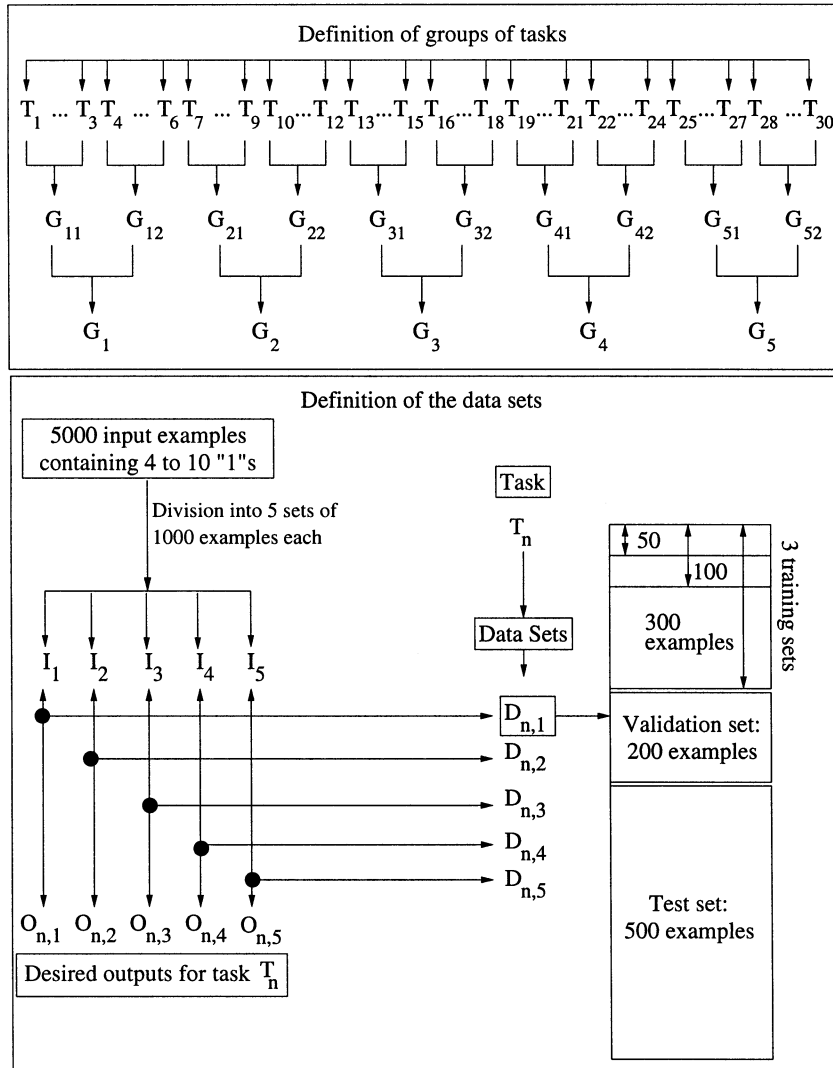 Definition of groups of tasks
T1 ... T3 T4 ... T6 T7 ... T9 T10 ... T12 T13 ... T15 T16 ... T18 T19 ... T21 T22 ... T24 T25 ... T27 T28 ... T30
G11 G12 G21 G22 G31 G32 G41 G42 G51 G52
G1 G2 G3 G4 G5
Definition of the data sets
5000 input examples
containing 4 to 10 "1"s
Division into 5 sets of
1000 examples each
I1 I2 I3 I4 I5
On,1 On,2 On,3 On,4 On,5
Desired outputs for task Tn
Task
Tn
Data Sets
Dn,1
Dn,2
Dn,3
Dn,4
Dn,5
50
100
300
examples
3 training sets
Validation set:
200 examples
Test set:
500 examples